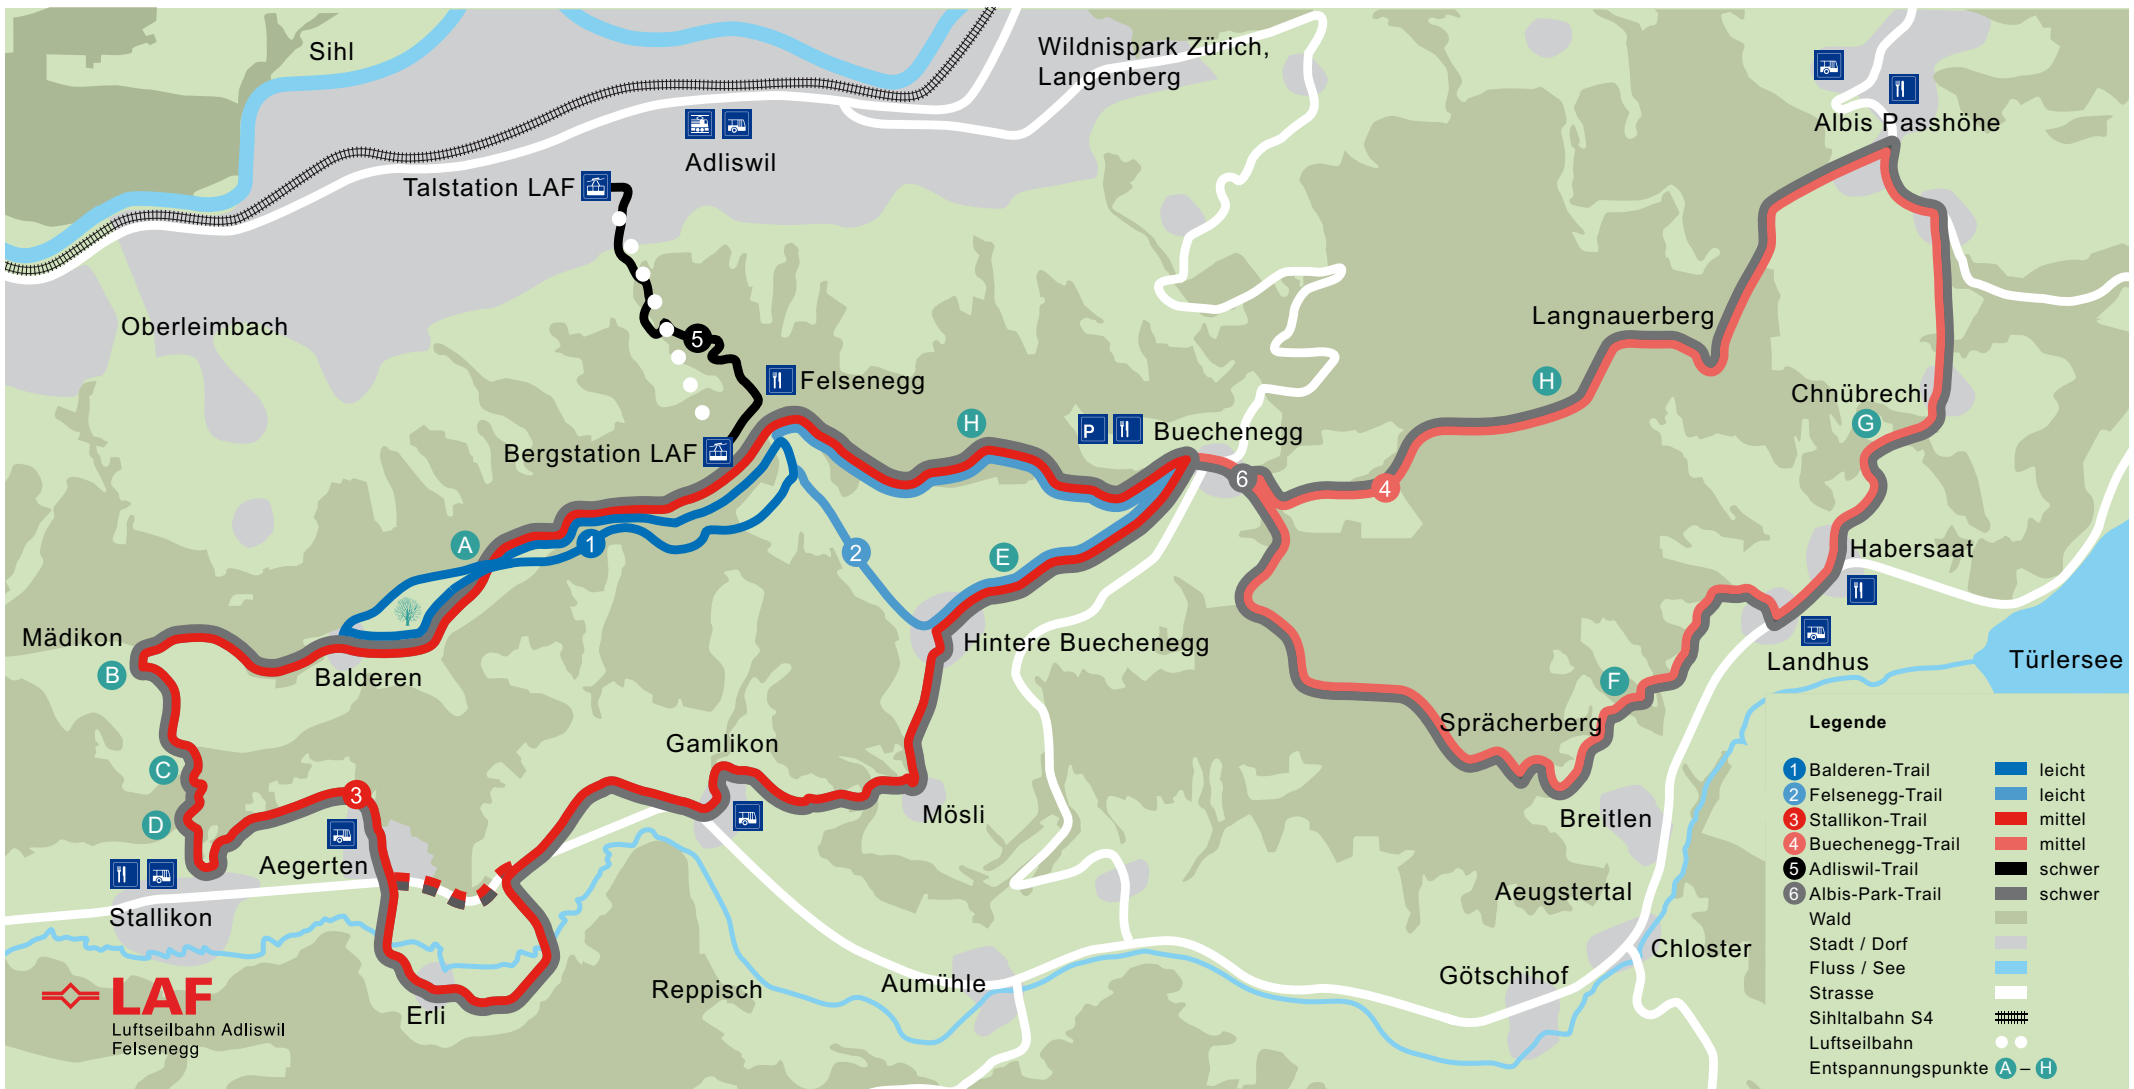 Sihl
Wildnispark Zürich,
Langenberg
Albis Passhöhe
Adliswil
Talstation LAF
Oberleimbach
5
Felsenegg
Langnauerberg
H
Chnübrechi
G
H
P
Buechenegg
Bergstation LAF
6
4
A
1
2
E
Habersaat
Mädikon
B
Balderen
Hintere Buechenegg
Landhus
Türlersee
F
Sprächerberg
Gamlikon
C
D
3
Mösli
Breitlen
Aegerten
Stallikon
Aeugstertal
Chloster
Götschihof
Aumühle
Reppisch
Erli
LAF
Luftseilbahn Adliswil
Felsenegg
Legende
1 Balderen-Trail leicht
2 Felsenegg-Trail leicht
3 Stallikon-Trail mittel
4 Buechenegg-Trail mittel
5 Adliswil-Trail schwer
6 Albis-Park-Trail schwer
Wald
Stadt / Dorf
Fluss / See
Strasse
Sihltalbahn S4
Luftseilbahn
Entspannungspunkte A – H